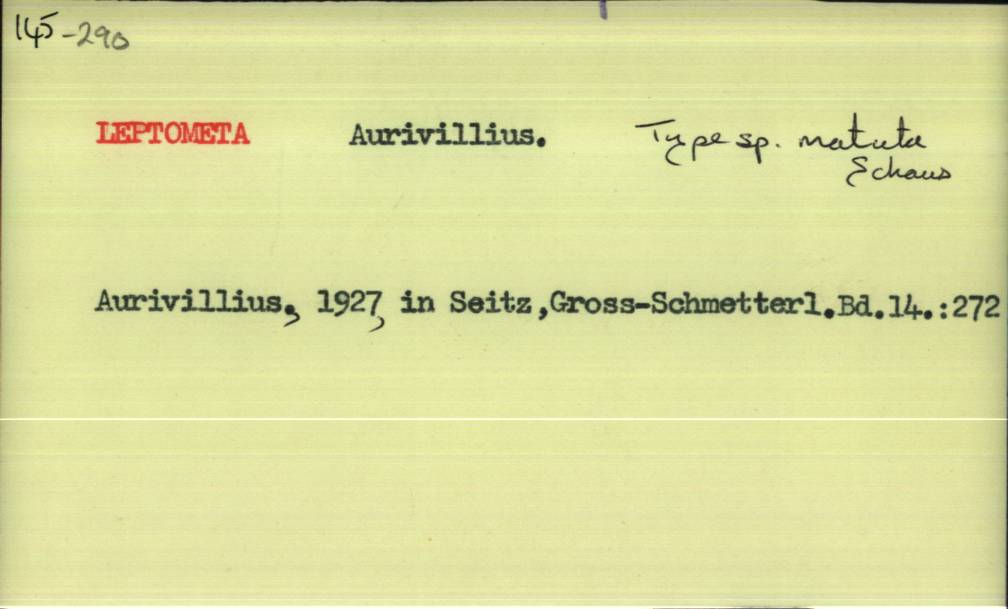 145-290
LEPTOMETA Aurivillius. Type sp. matuta
Schaus
Aurivillius., 1927, in Seitz,Gross-Schmetterl.Bd.14.:272